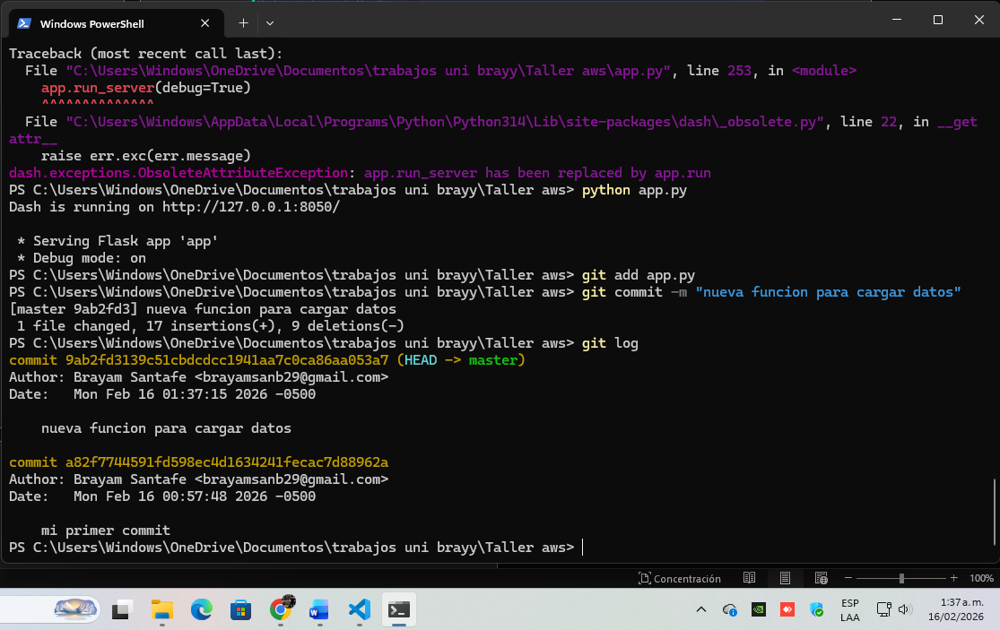 Windows PowerShell
Traceback (most recent call last):
  File "C:\Users\Windows\OneDrive\Documentos\trabajos uni brayy\Taller aws\app.py", line 253, in <module>
    app.run_server(debug=True)
    ^^^^^^^^^^^^^^
  File "C:\Users\Windows\AppData\Local\Programs\Python\Python314\Lib\site-packages\dash\_obsolete.py", line 22, in __get
attr__
    raise err.exc(err.message)
dash.exceptions.ObsoleteAttributeException: app.run_server has been replaced by app.run
PS C:\Users\Windows\OneDrive\Documentos\trabajos uni brayy\Taller aws> python app.py
Dash is running on http://127.0.0.1:8050/
 * Serving Flask app 'app'
 * Debug mode: on
PS C:\Users\Windows\OneDrive\Documentos\trabajos uni brayy\Taller aws> git add app.py
PS C:\Users\Windows\OneDrive\Documentos\trabajos uni brayy\Taller aws> git commit -m "nueva funcion para cargar datos"
[master 9ab2fd3] nueva funcion para cargar datos
 1 file changed, 17 insertions(+), 9 deletions(-)
PS C:\Users\Windows\OneDrive\Documentos\trabajos uni brayy\Taller aws> git log
commit 9ab2fd3139c51cbdcdcc1941aa7c0ca86aa053a7 (HEAD -> master)
Author: Brayam Santafe <brayamsanb29@gmail.com>
Date:   Mon Feb 16 01:37:15 2026 -0500
    nueva funcion para cargar datos
commit a82f7744591fd598ec4d1634241fecac7d88962a
Author: Brayam Santafe <brayamsanb29@gmail.com>
Date:   Mon Feb 16 00:57:48 2026 -0500
    mi primer commit
PS C:\Users\Windows\OneDrive\Documentos\trabajos uni brayy\Taller aws>
Concentración
100%
ESP
LAA
1:37 a. m.
16/02/2026